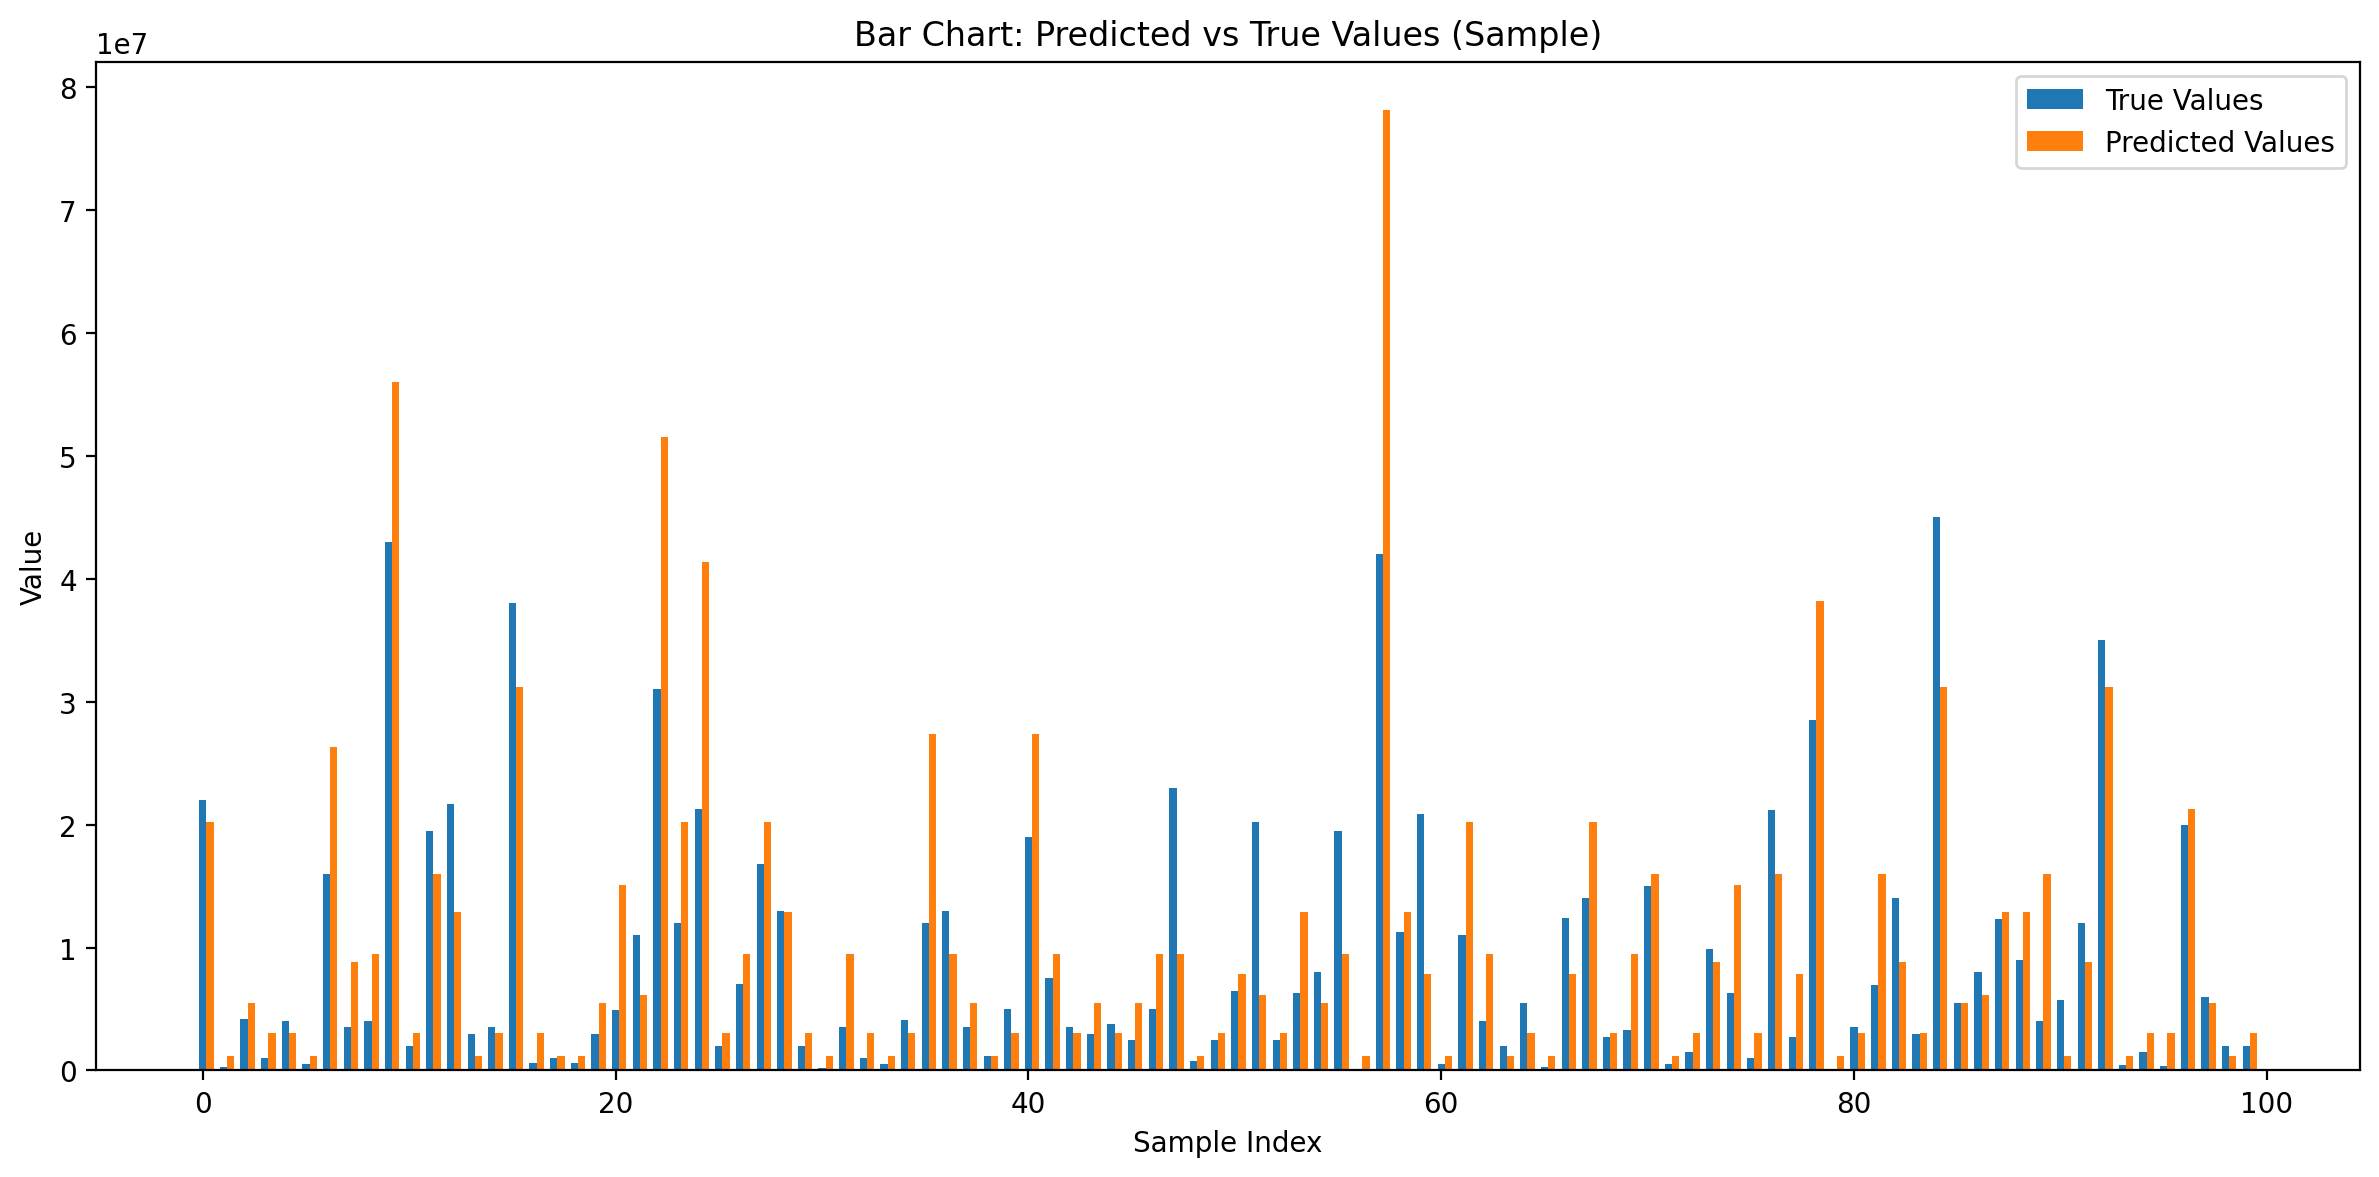 Bar Chart: Predicted vs True Values (Sample)
1e7
True Values
Predicted Values
8
7
6
5
4
3
2
1
0
Value
0 20 40 60 80 100
Sample Index